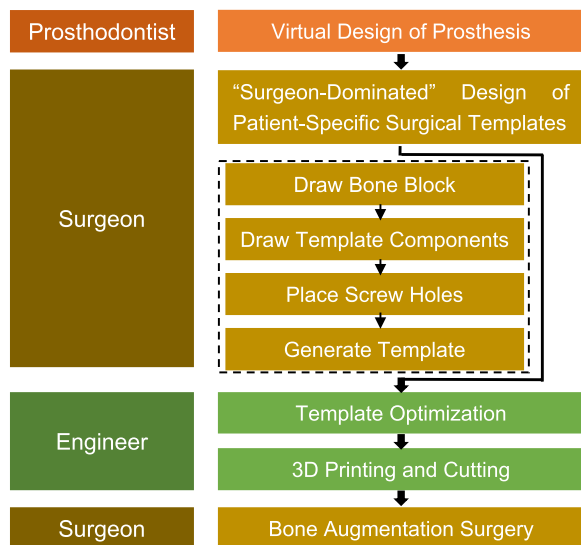 Prosthodontist
Virtual Design of Prosthesis
Surgeon
“Surgeon-Dominated” Design of
Patient-Specific Surgical Templates
Draw Bone Block
Draw Template Components
Place Screw Holes
Generate Template
Engineer
Template Optimization
3D Printing and Cutting
Surgeon
Bone Augmentation Surgery